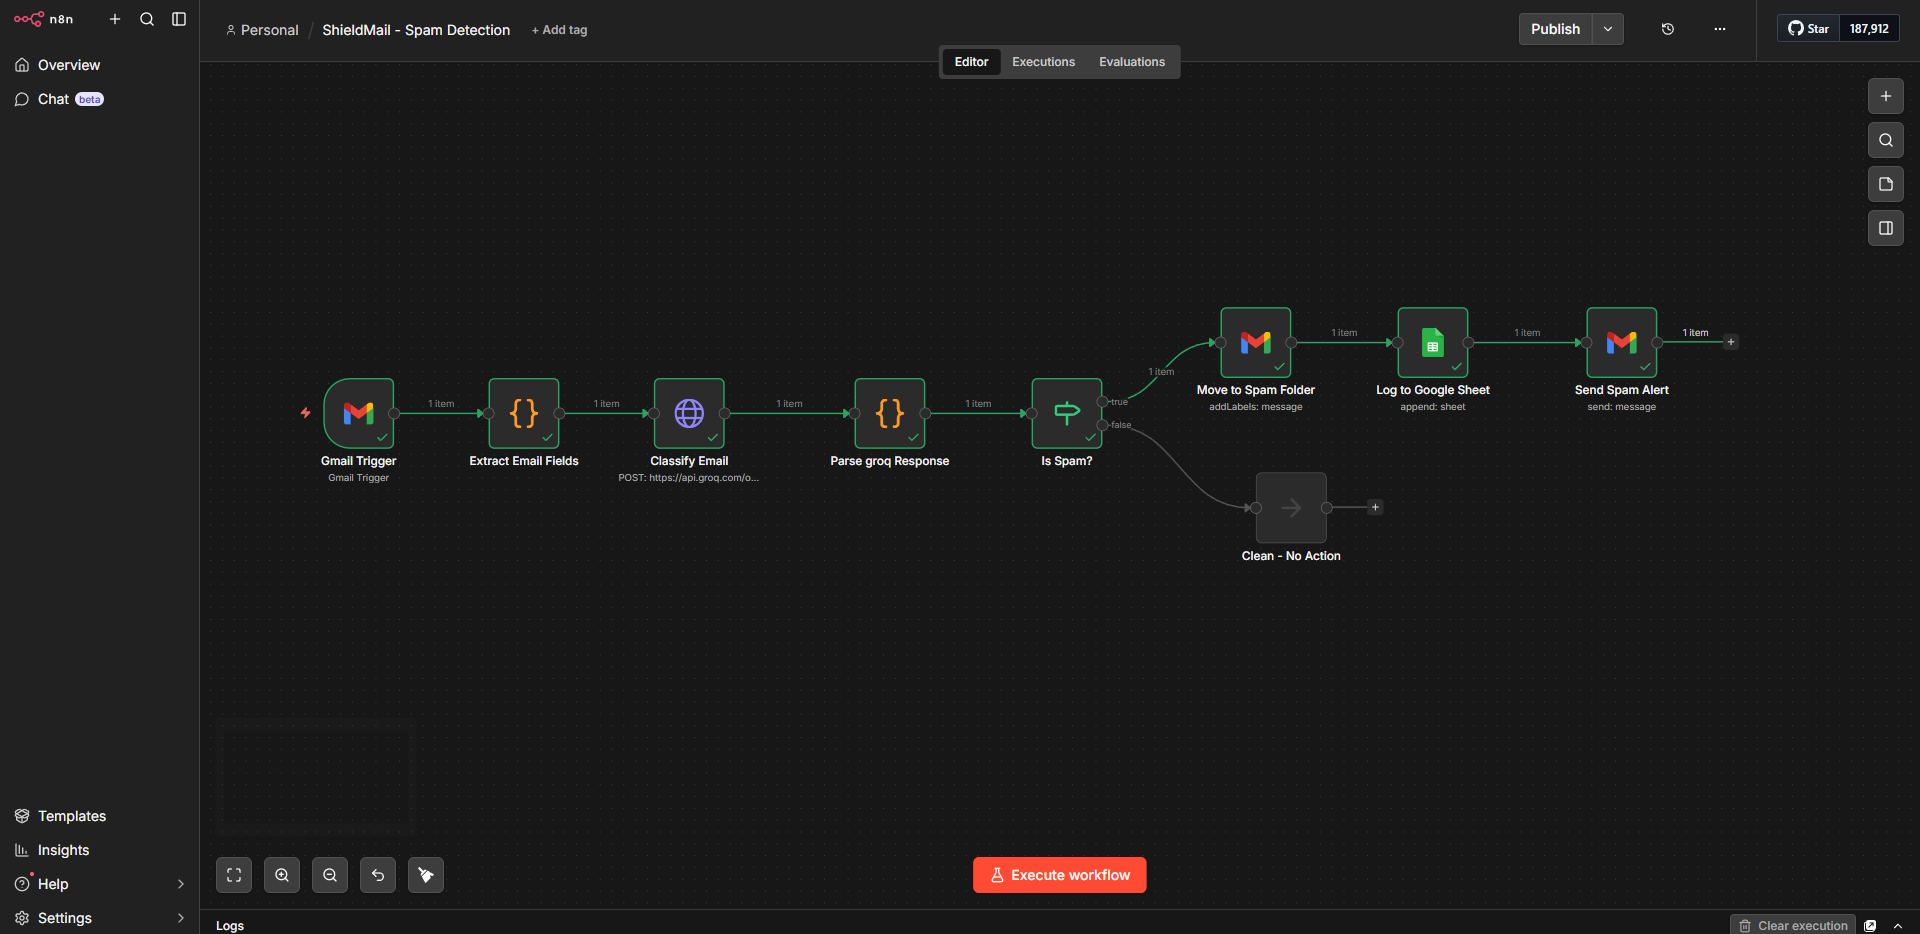 n8n
Personal / ShieldMail - Spam Detection + Add tag
Publish
Star 187,912
Editor Executions Evaluations
Overview
Chat beta
1 item 1 item 1 item
1 item
Move to Spam Folder Log to Google Sheet Send Spam Alert
addLabels: message append: sheet send: message
1 item 1 item 1 item 1 item
true
false
Gmail Trigger Extract Email Fields Classify Email Parse groq Response Is Spam?
Gmail Trigger POST: https://api.groq.com/o...
Clean - No Action
Templates
Insights
Help
Settings
Execute workflow
Logs
Clear execution